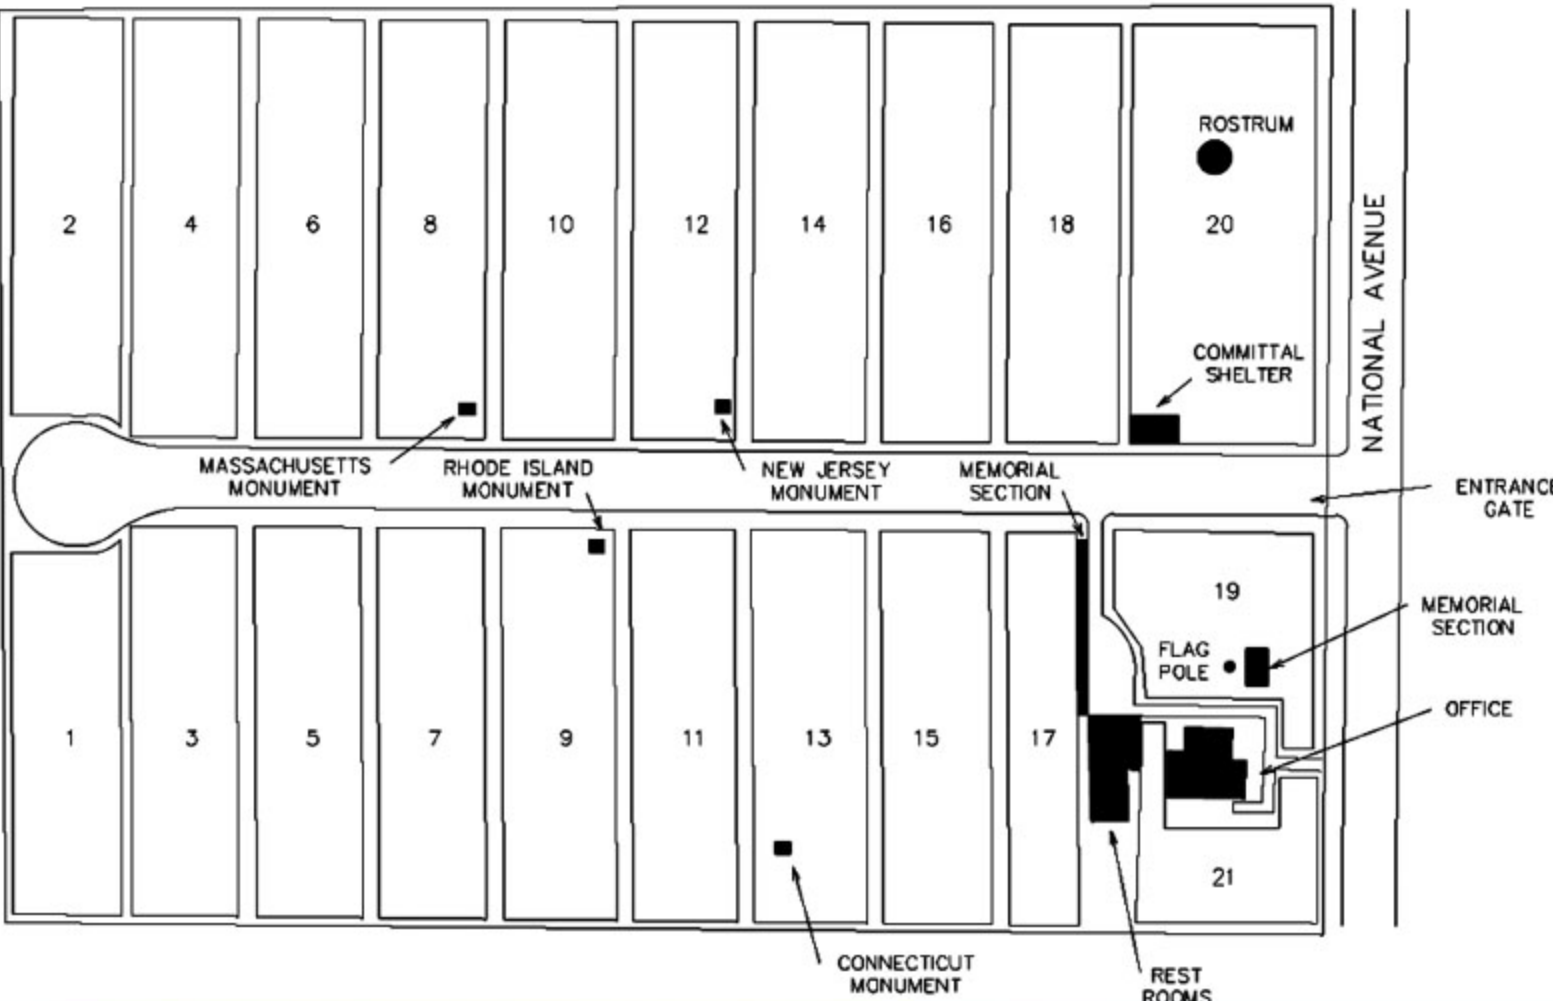 ROSTRUM
2
4
6
8
10
12
14
16
18
20
NATIONAL AVENUE
COMMITTAL
SHELTER
MASSACHUSETTS
MONUMENT
RHODE ISLAND
MONUMENT
NEW JERSEY
MONUMENT
MEMORIAL
SECTION
ENTRANCE
GATE
19
MEMORIAL
SECTION
FLAG
POLE
OFFICE
1
3
5
7
9
11
13
15
17
21
CONNECTICUT
MONUMENT
REST
ROOMS